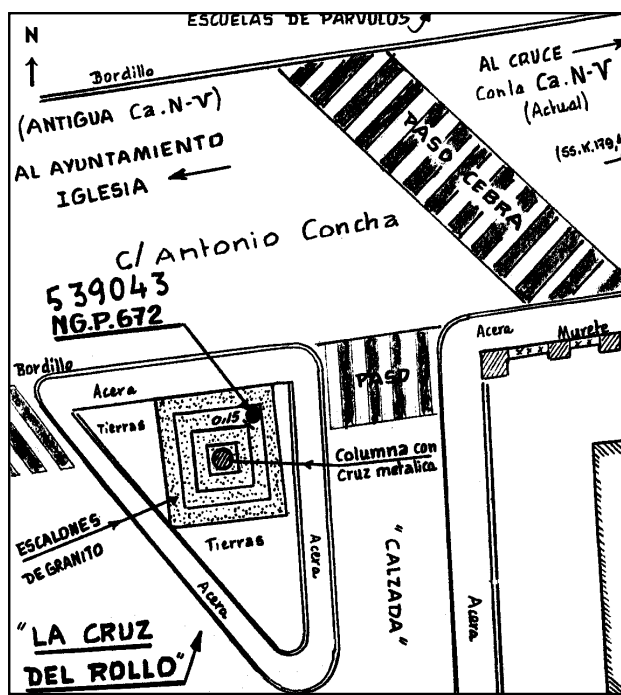 ESCUELAS DE PARVULOS
N
Bordillo
(ANTIGUA Ca.N-V)
AL AYUNTAMIENTO
IGLESIA
AL CRUCE
Con la Ca.N-V
(Actual)
(SS.K.179,
PASO CEBRA
C/ Antonio Concha
539043
NG.P.672
Bordillo
Acera
Tierras
0.15
PASO
Acera
Murete
Columna con
Cruz metalica
ESCALONES
DE GRANITO
Tierras
Acera
Acera
"CALZADA"
Acera
"LA CRUZ
DEL ROLLO"